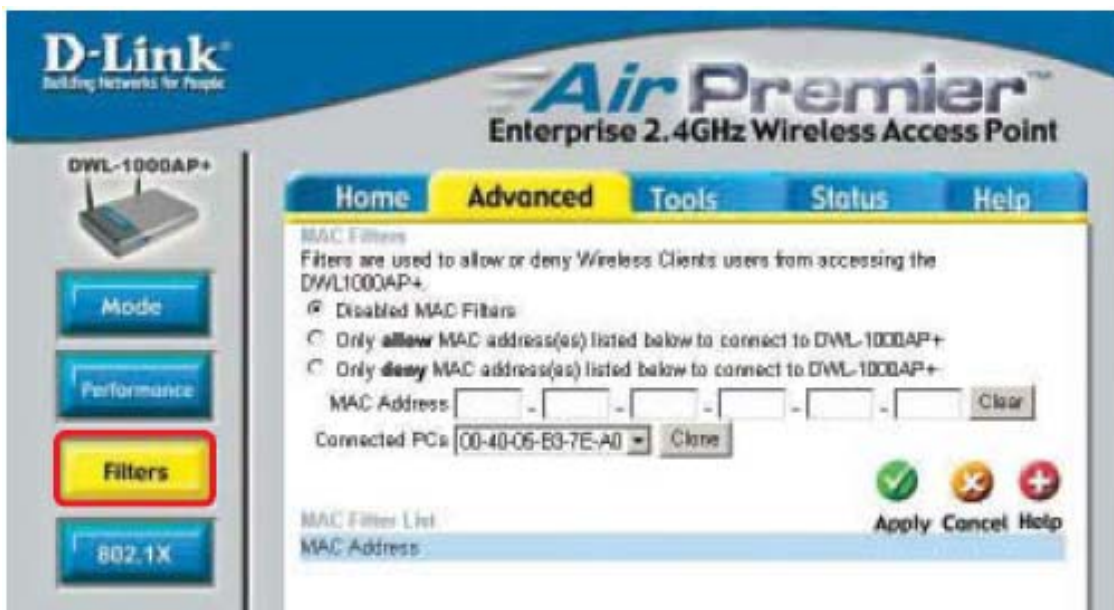 D-Link
Building Networks for People
Air Premier™
Enterprise 2.4GHz Wireless Access Point
DWL-1000AP+
Home Advanced Tools Status Help
MAC Filters
Filters are used to allow or deny Wireless Clients users from accessing the
DWL1000AP+.
Disabled MAC Filters
Only allow MAC address(es) listed below to connect to DWL-1000AP+
Only deny MAC address(es) listed below to connect to DWL-1000AP+
MAC Address - - - - - Clear
Connected PCs 00-40-05-B3-7E-A0 Clone
Apply Cancel Help
MAC Filter List
MAC Address
Mode
Performance
Filters
802.1X